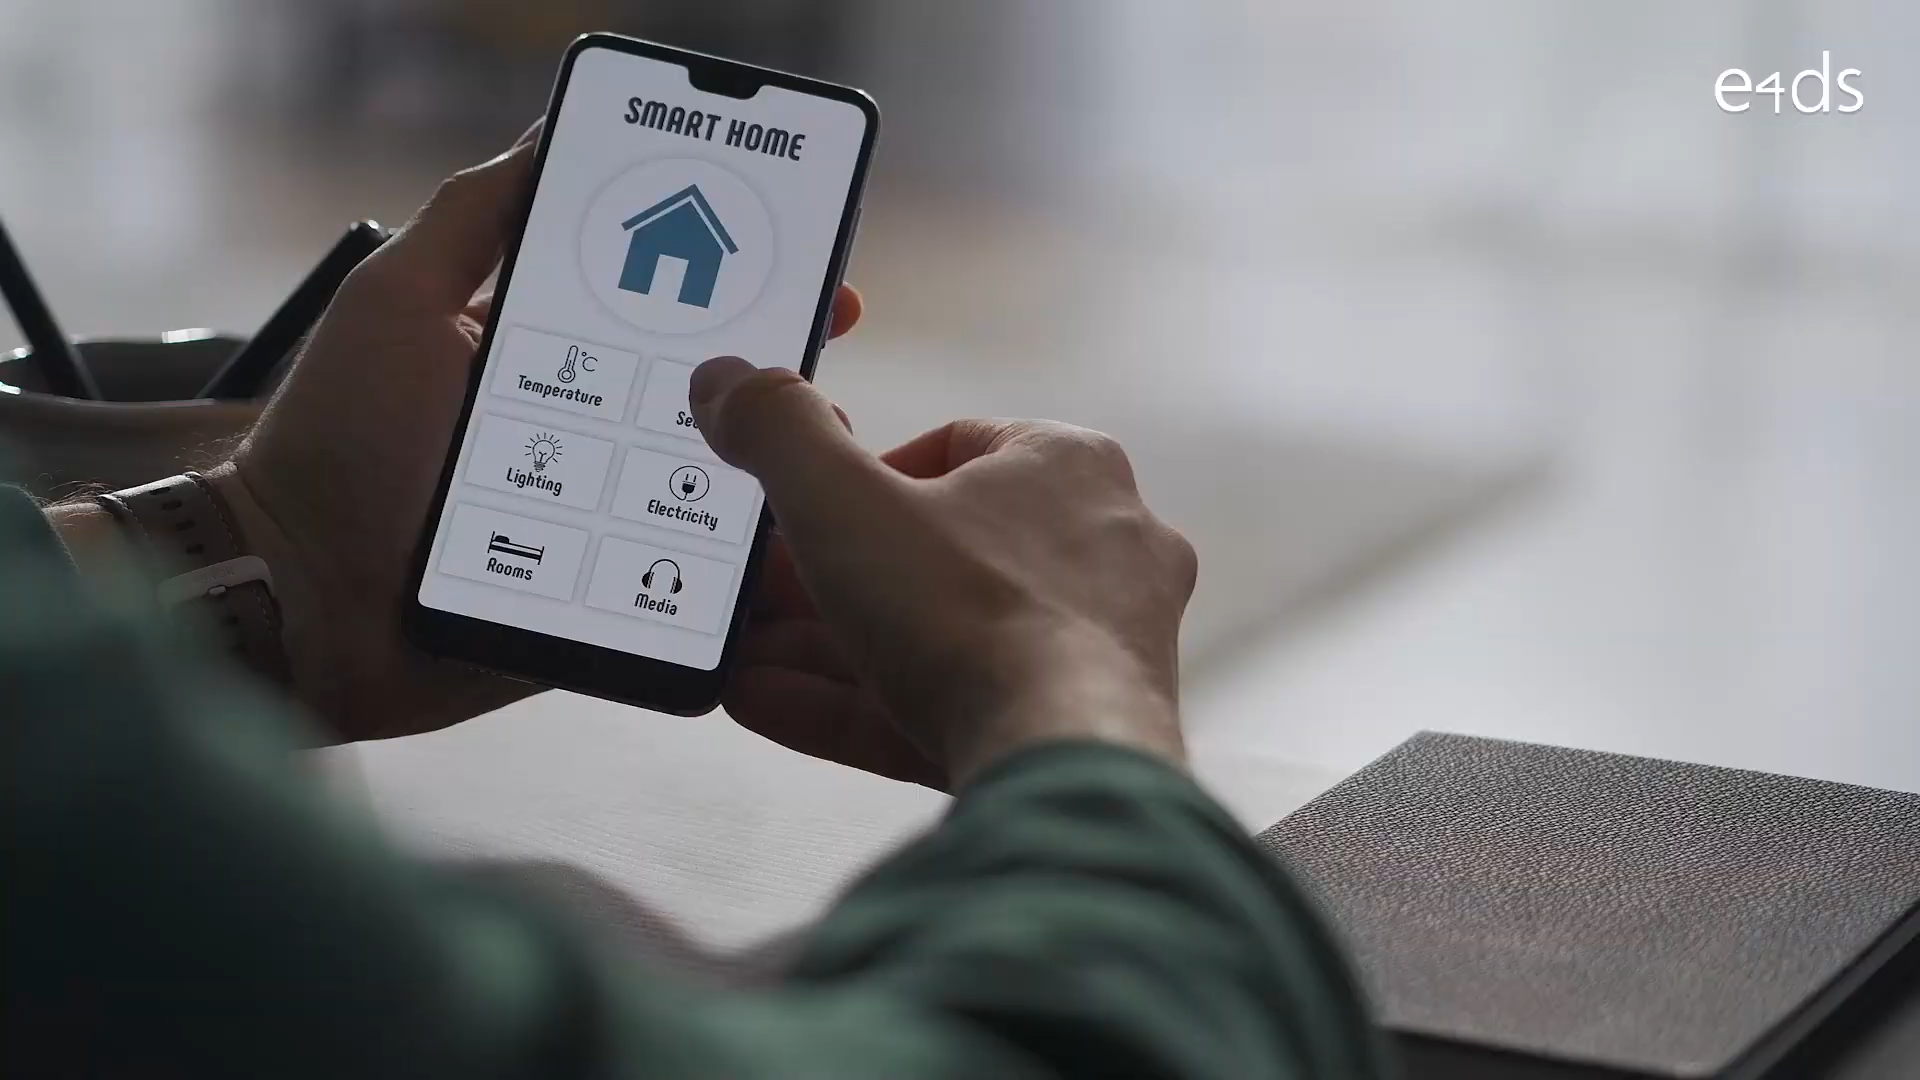 e4ds
SMART HOME
°C
Temperature
Lighting
Electricity
Rooms
Media